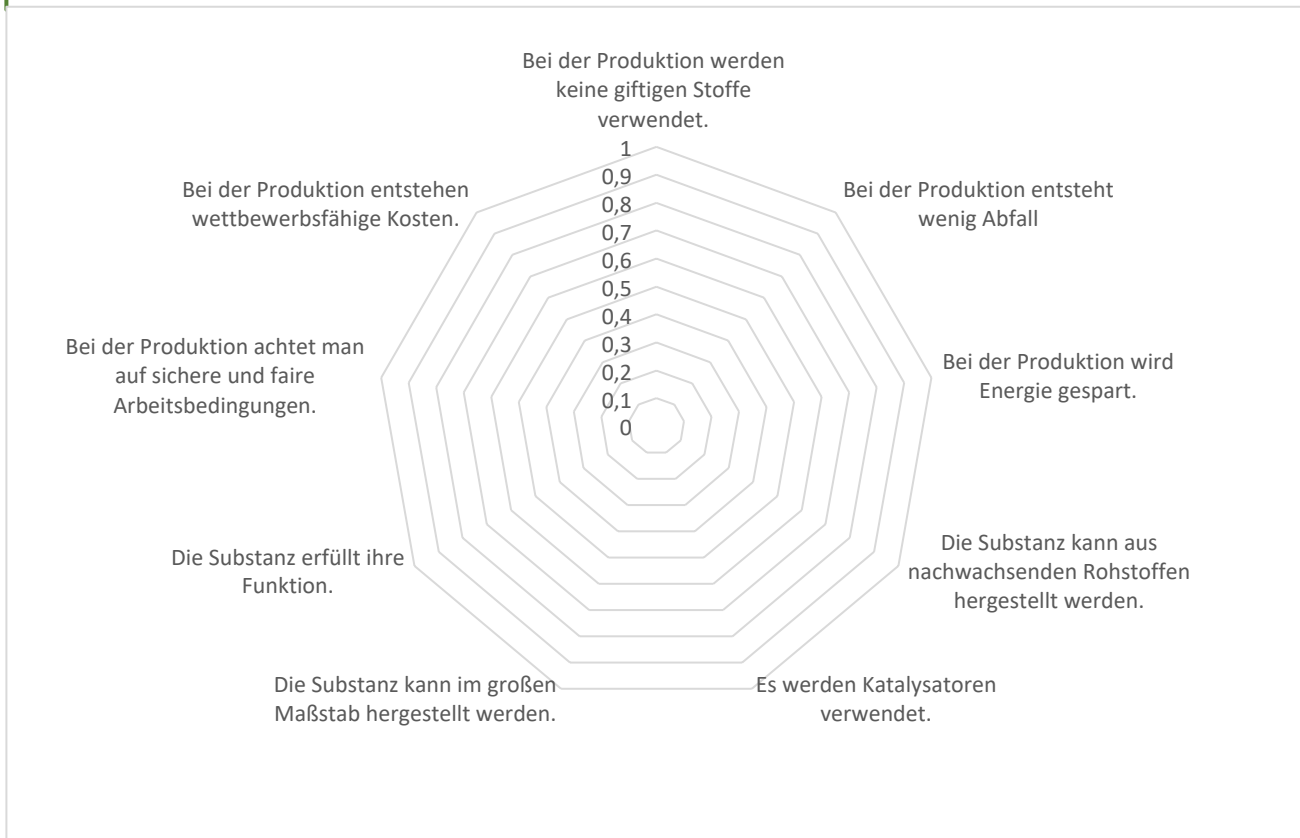 Bei der Produktion werden
keine giftigen Stoffe
verwendet.
1
0,9
0,8
0,7
0,6
0,5
0,4
0,3
0,2
0,1
0
Bei der Produktion entsteht
wenig Abfall
Bei der Produktion wird
Energie gespart.
Die Substanz kann aus
nachwachsenden Rohstoffen
hergestellt werden.
Es werden Katalysatoren
verwendet.
Die Substanz kann im großen
Maßstab hergestellt werden.
Die Substanz erfüllt ihre
Funktion.
Bei der Produktion achtet man
auf sichere und faire
Arbeitsbedingungen.
Bei der Produktion entstehen
wettbewerbsfähige Kosten.